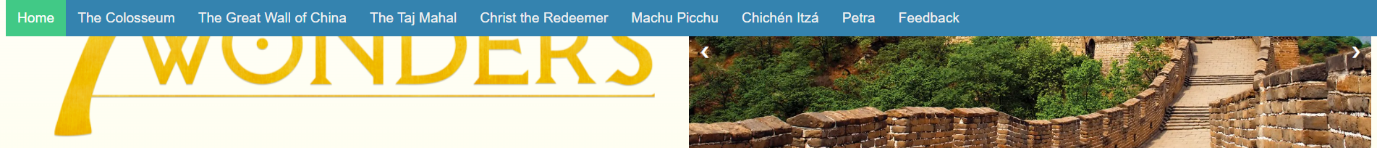 Home The Colosseum The Great Wall of China The Taj Mahal Christ the Redeemer Machu Picchu Chichén Itzá Petra Feedback
7 WONDERS